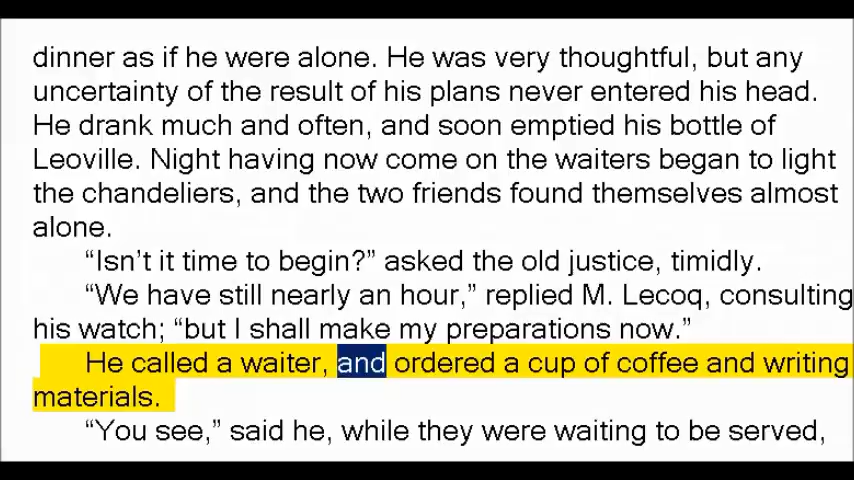 dinner as if he were alone. He was very thoughtful, but any
uncertainty of the result of his plans never entered his head.
He drank much and often, and soon emptied his bottle of
Leoville. Night having now come on the waiters began to light
the chandeliers, and the two friends found themselves almost
alone.
“Isn’t it time to begin?” asked the old justice, timidly.
“We have still nearly an hour,” replied M. Lecoq, consulting
his watch; “but I shall make my preparations now.”
He called a waiter, and ordered a cup of coffee and writing
materials.
“You see,” said he, while they were waiting to be served,